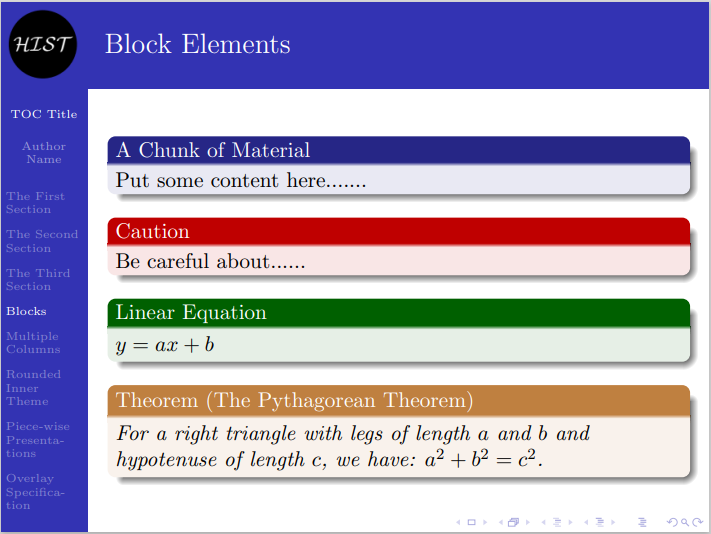 HIST
Block Elements
TOC Title
Author
Name
The First
Section
The Second
Section
The Third
Section
Blocks
Multiple
Columns
Rounded
Inner
Theme
Piece-wise
Presenta-
tions
Overlay
Specifica-
tion
A Chunk of Material
Put some content here.......
Caution
Be careful about......
Linear Equation
y = ax + b
Theorem (The Pythagorean Theorem)
For a right triangle with legs of length a and b and
hypotenuse of length c, we have: a² + b² = c².